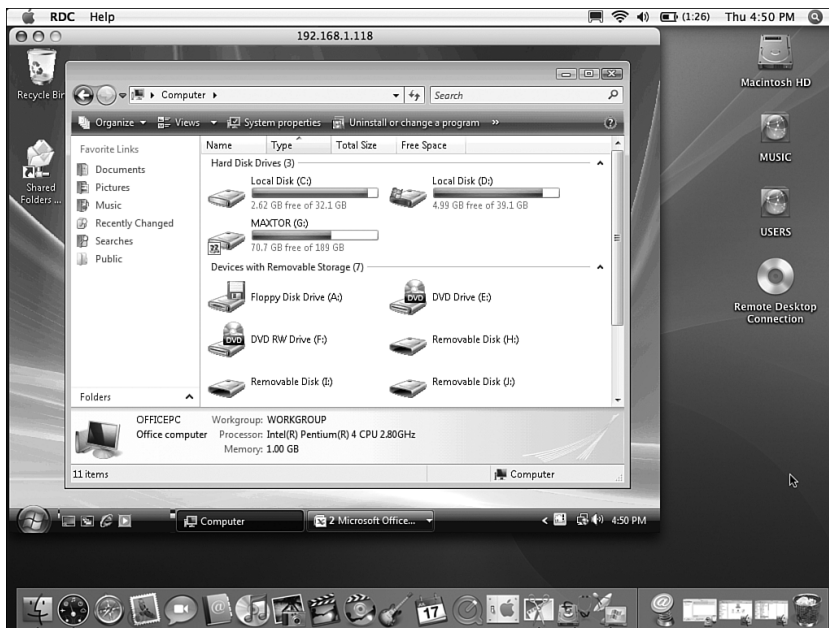 RDC Help (1:26) Thu 4:50 PM
192.168.1.118
Recycle Bin
Computer
Search
Organize Views System properties Uninstall or change a program »
Favorite Links
Documents
Pictures
Music
Recently Changed
Searches
Public
Folders
Name Type Total Size Free Space
Hard Disk Drives (3)
Local Disk (C:)
2.62 GB free of 32.1 GB
Local Disk (D:)
4.99 GB free of 39.1 GB
MAXTOR (G:)
70.7 GB free of 189 GB
Devices with Removable Storage (7)
Floppy Disk Drive (A:)
DVD Drive (E:)
DVD RW Drive (F:)
Removable Disk (H:)
Removable Disk (I:)
Removable Disk (J:)
OFFICEPC Workgroup: WORKGROUP
Office computer Processor: Intel(R) Pentium(R) 4 CPU 2.80GHz
Memory: 1.00 GB
11 items Computer
Shared
Folders ...
Computer 2 Microsoft Office... 4:50 PM
Macintosh HD
MUSIC
USERS
Remote Desktop
Connection
DVD
DVD
17